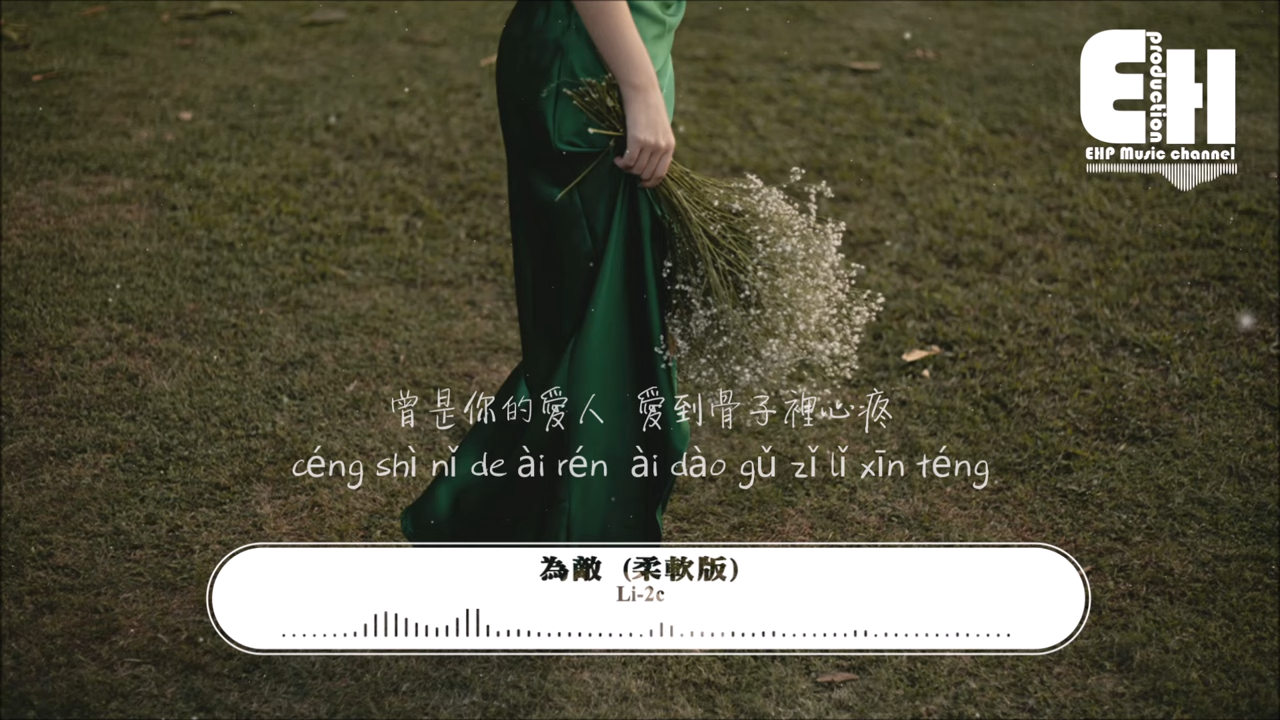 EH
production
EHP Music channel
曾是你的愛人 愛到骨子裡心疼
céng shì nǐ de ài rén ài dào gǔ zǐ lǐ xīn téng
為敵 (柔軟版)
Li-2c